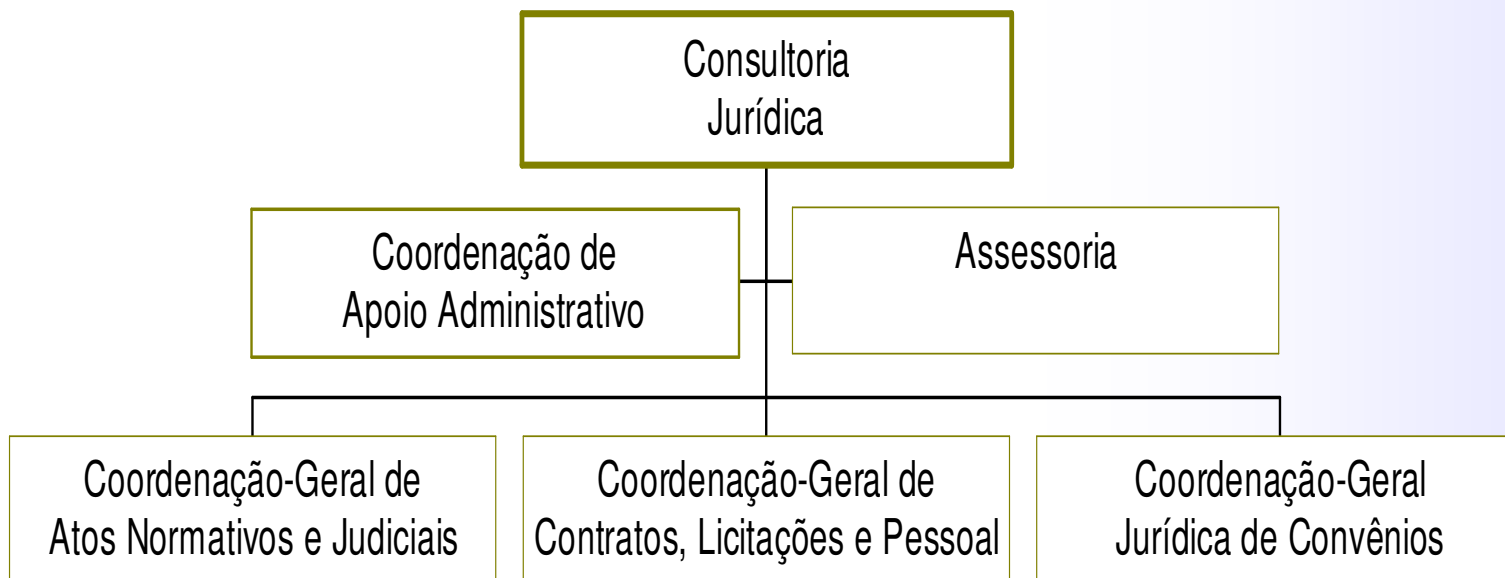 Consultoria
Jurídica
Coordenação de
Apoio Administrativo
Assessoria
Coordenação-Geral de
Atos Normativos e Judiciais
Coordenação-Geral de
Contratos, Licitações e Pessoal
Coordenação-Geral
Jurídica de Convênios